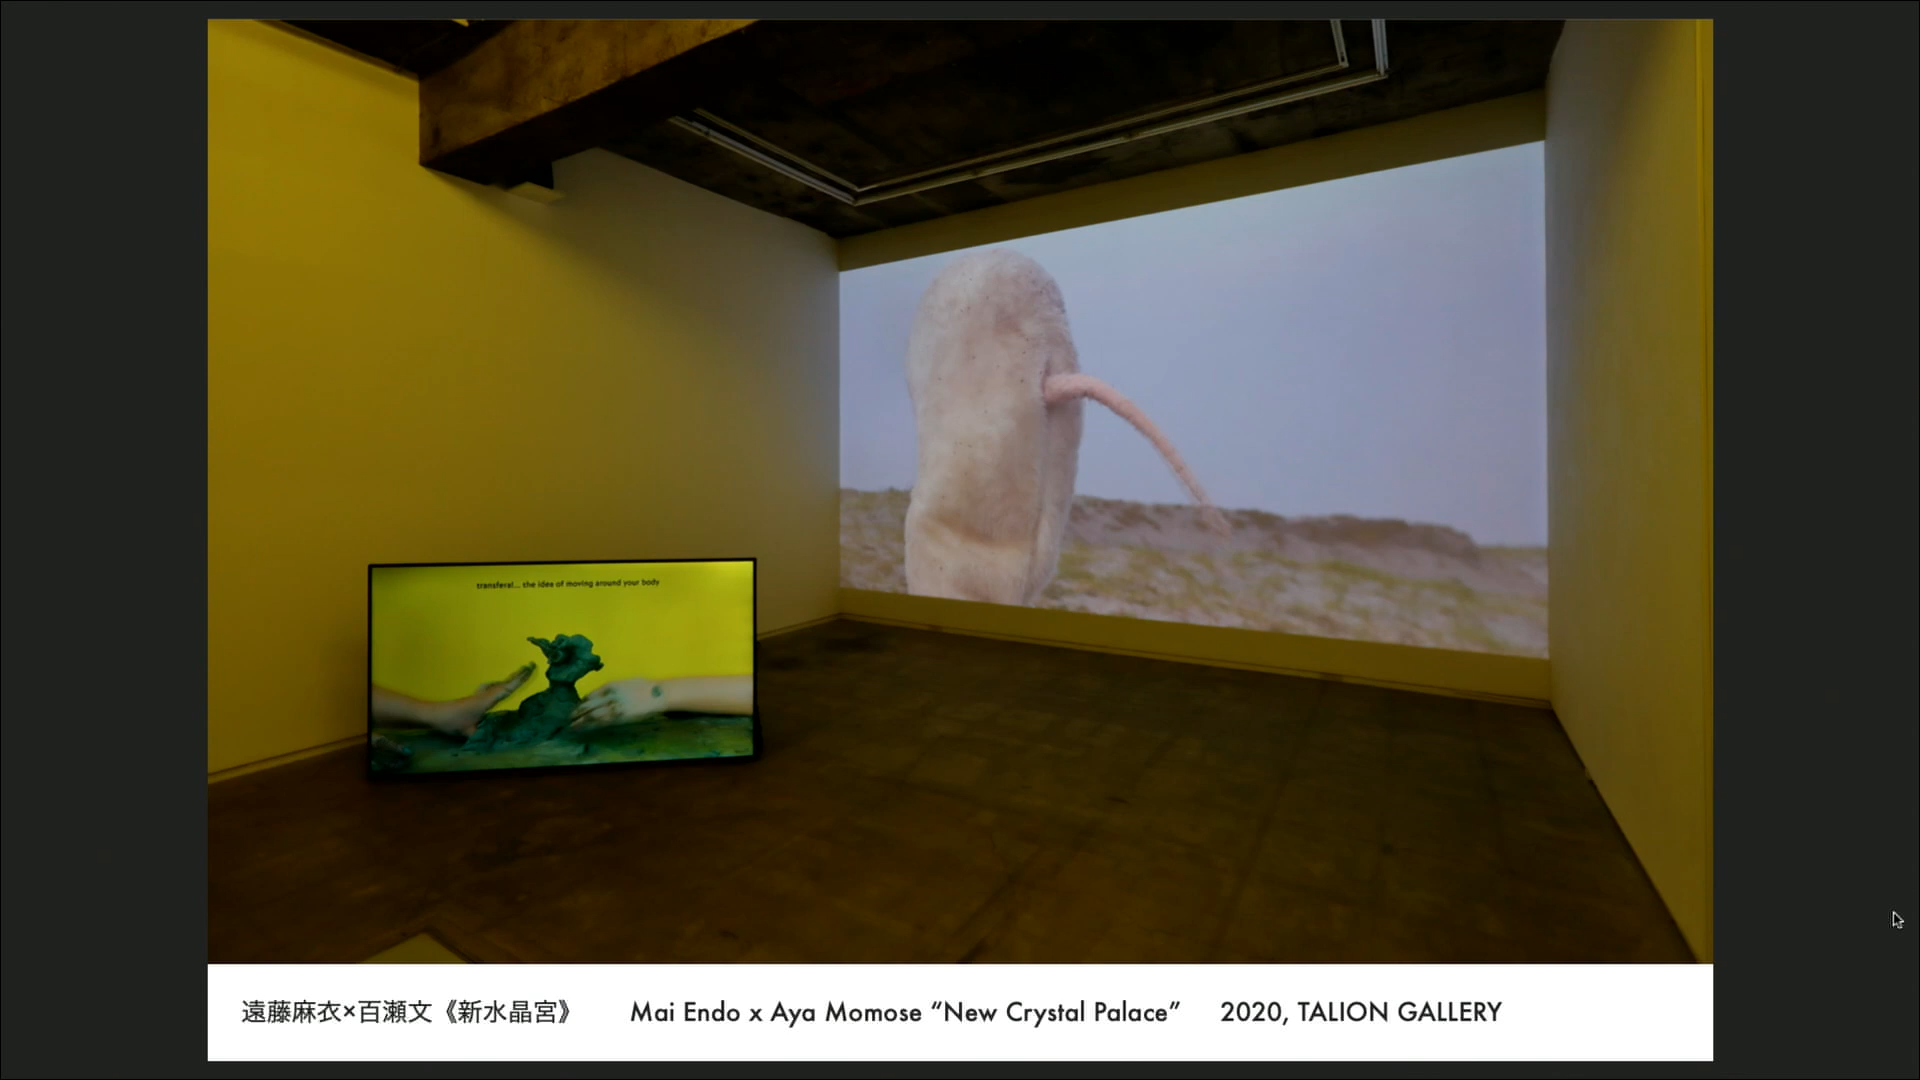 transferal... the idea of moving around your body
遠藤麻衣×百瀬文《新水晶宮》 Mai Endo x Aya Momose “New Crystal Palace” 2020, TALION GALLERY